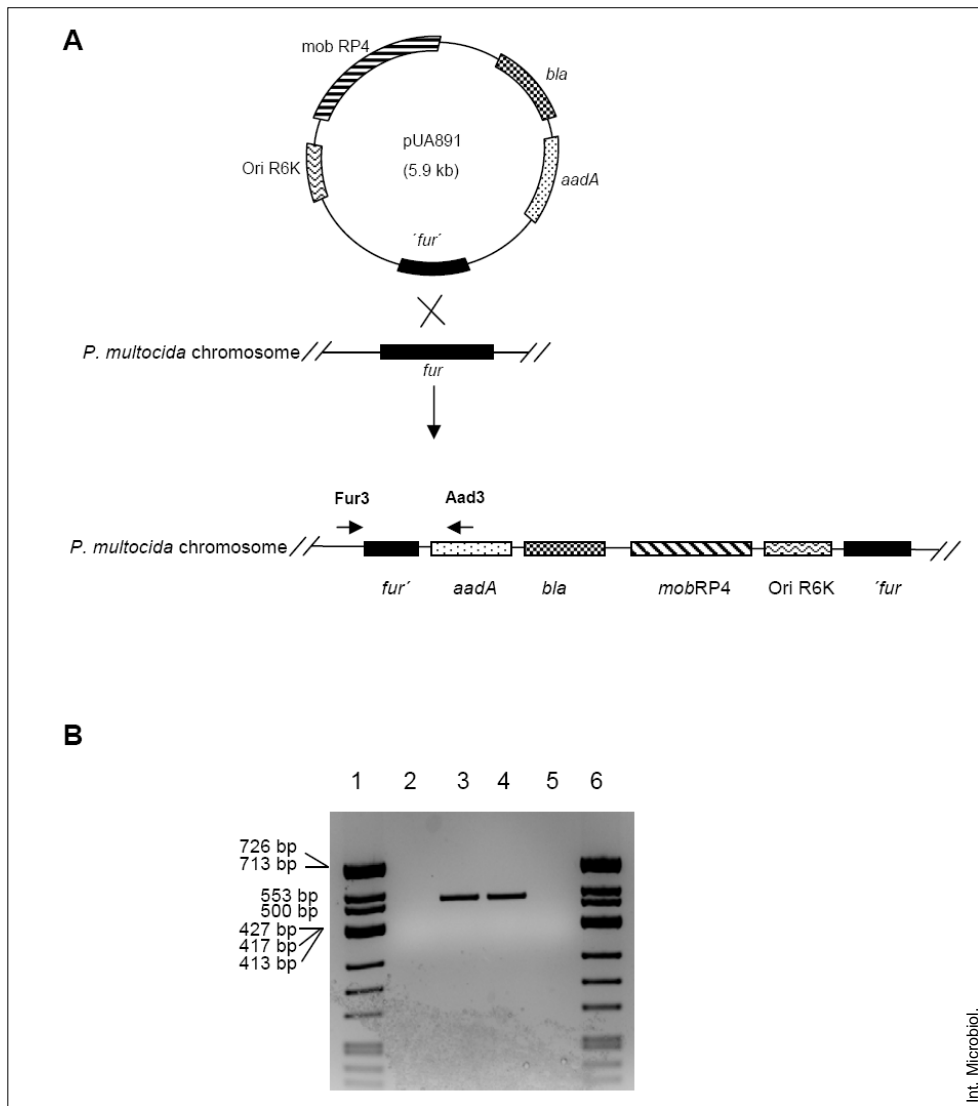 A
mob RP4
bla
pUA891
(5.9 kb)
Ori R6K
aadA
´fur´
P. multocida chromosome
fur
Fur3
Aad3
P. multocida chromosome
fur´
aadA
bla
mobRP4
Ori R6K
´fur
B
1 2 3 4 5 6
726 bp
713 bp
553 bp
500 bp
427 bp
417 bp
413 bp
Int. Microbiol.